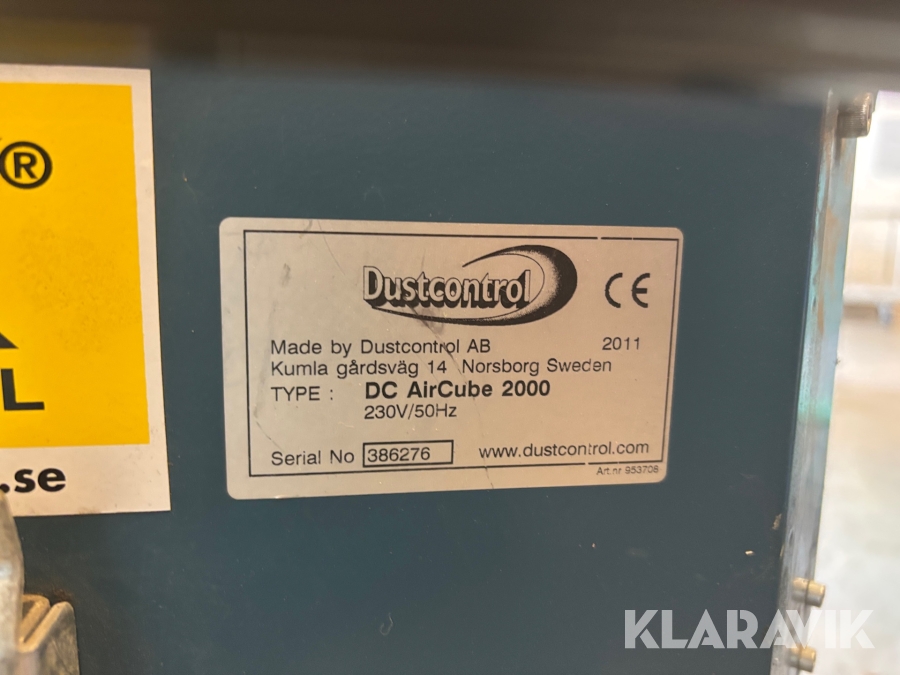 ®
L
.se
Dustcontrol
CE
Made by Dustcontrol AB 2011
Kumla gårdsväg 14 Norsborg Sweden
TYPE : DC AirCube 2000
230V/50Hz
Serial No 386276 www.dustcontrol.com
Art.nr 953708
KLARAVIK